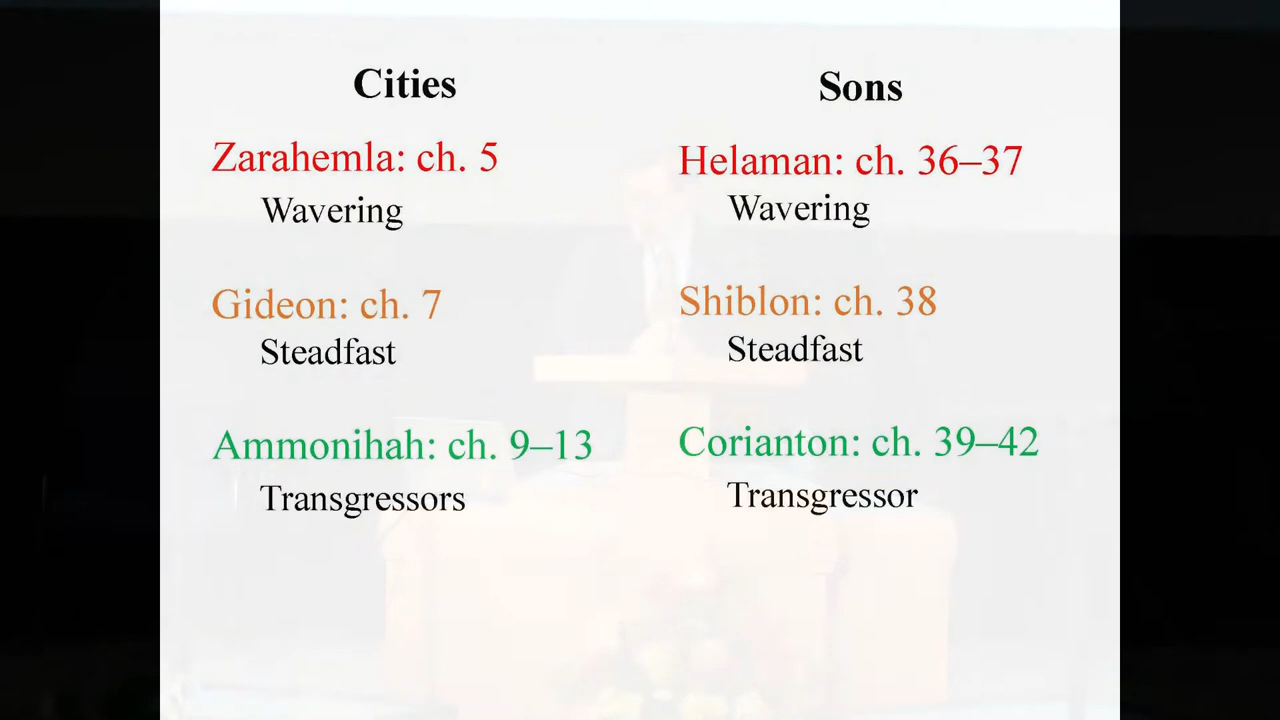 Cities
Zarahemla: ch. 5
Wavering
Gideon: ch. 7
Steadfast
Ammonihah: ch. 9–13
Transgressors
Sons
Helaman: ch. 36–37
Wavering
Shiblon: ch. 38
Steadfast
Corianton: ch. 39–42
Transgressor